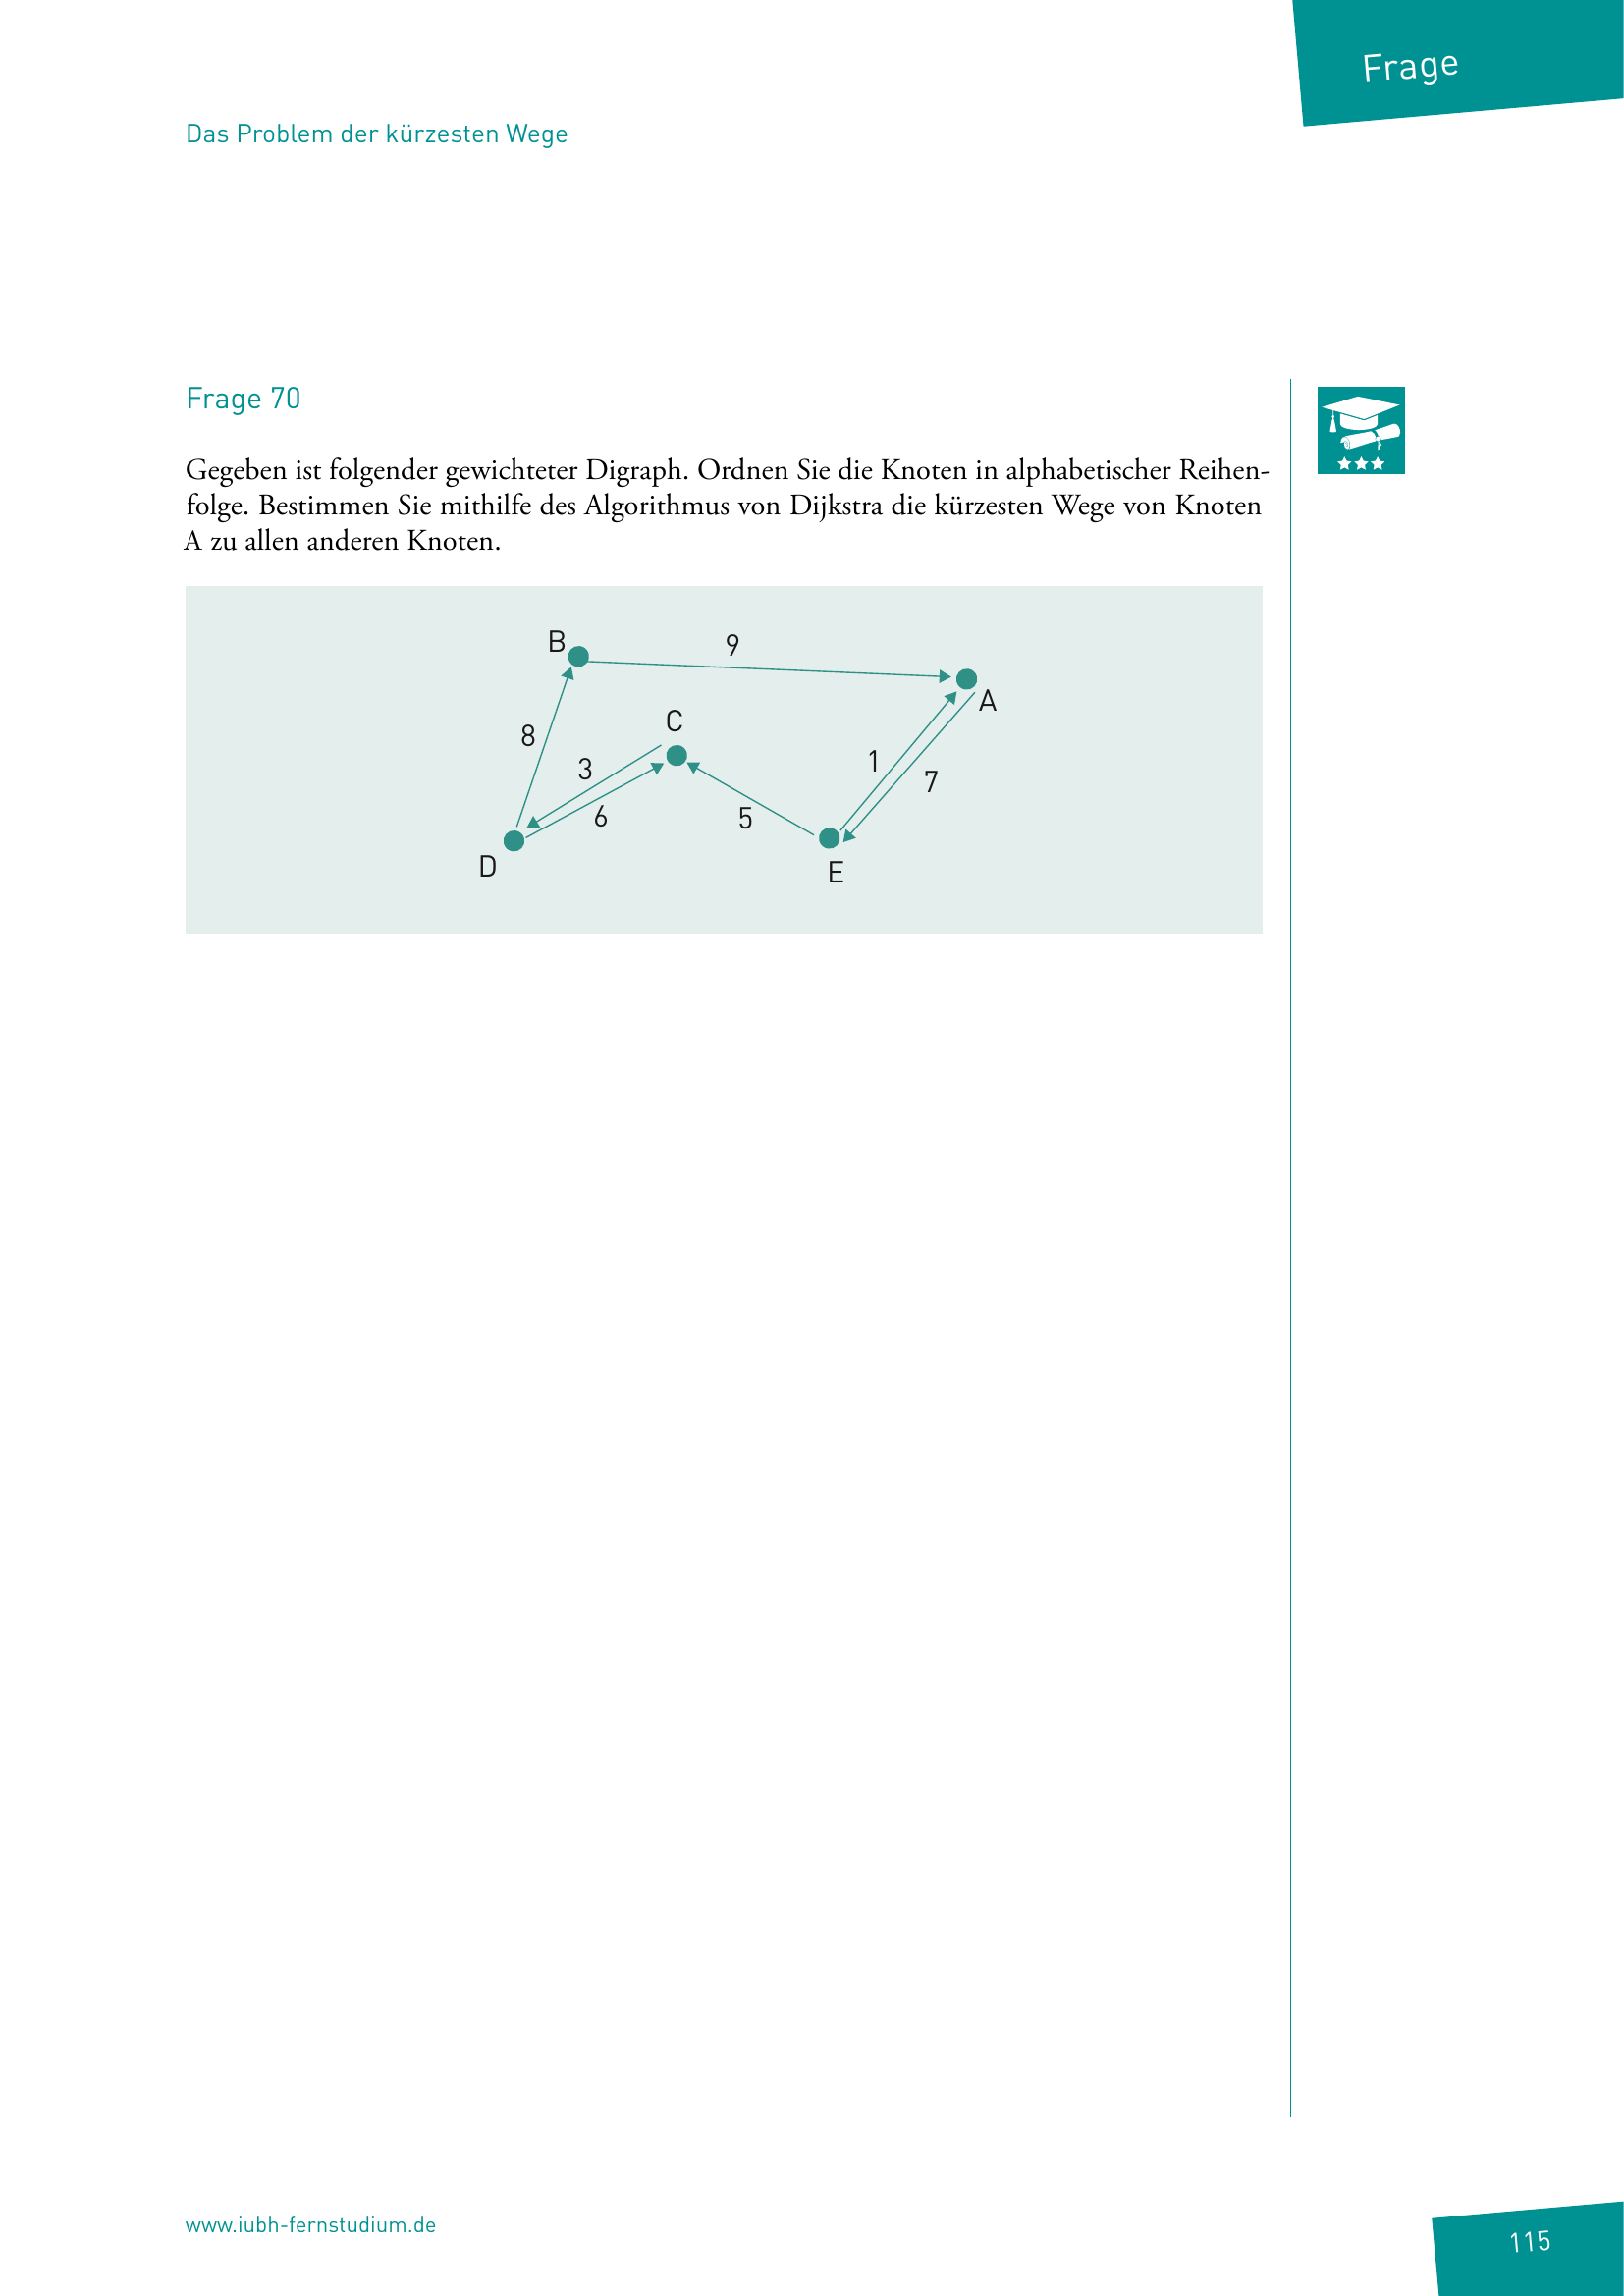 Frage
Das Problem der kürzesten Wege
Frage 70
Gegeben ist folgender gewichteter Digraph. Ordnen Sie die Knoten in alphabetischer Reihen-
folge. Bestimmen Sie mithilfe des Algorithmus von Dijkstra die kürzesten Wege von Knoten
A zu allen anderen Knoten.
B
9
A
C
8
3
1
7
6
5
D
E
www.iubh-fernstudium.de
115